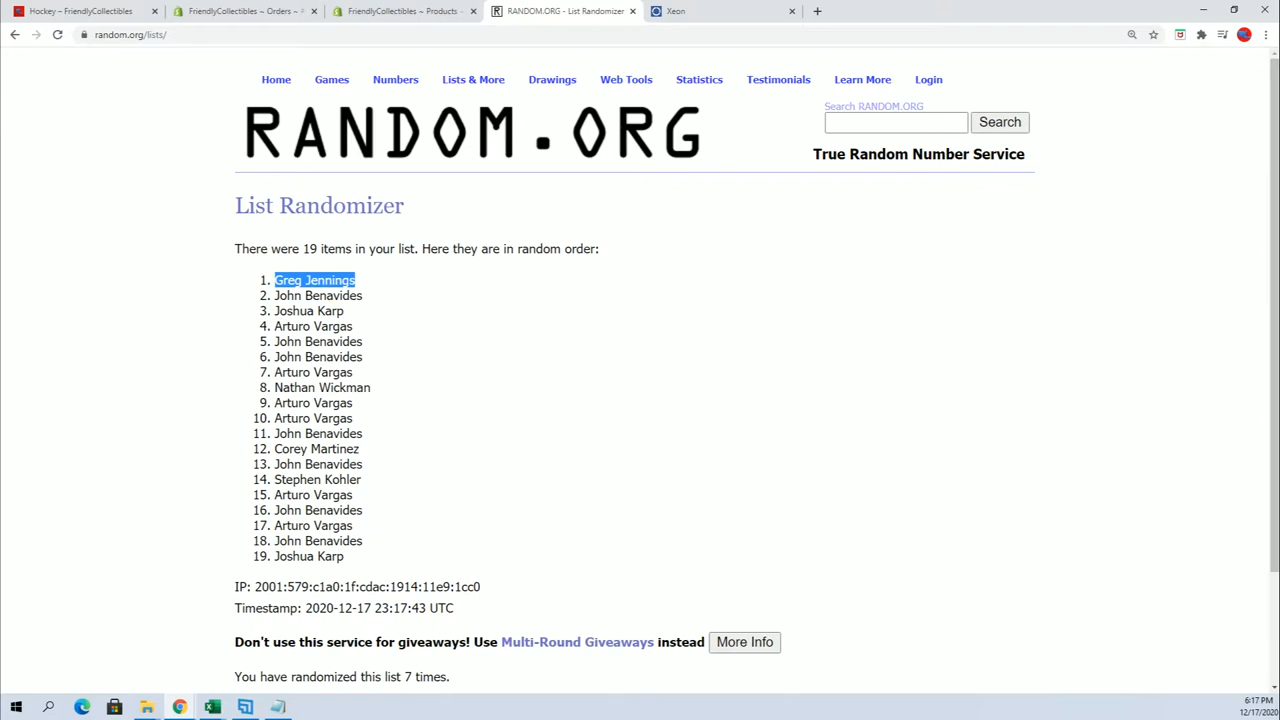 Hockey ~ FriendlyCollectibles
FriendlyCollectibles ~ Orders ~
FriendlyCollectibles ~ Products ~
RANDOM.ORG - List Randomizer
Xeon
random.org/lists/
Home Games Numbers Lists & More Drawings Web Tools Statistics Testimonials Learn More Login
RANDOM.ORG
Search RANDOM.ORG
Search
True Random Number Service
List Randomizer
There were 19 items in your list. Here they are in random order:
1. Greg Jennings
2. John Benavides
3. Joshua Karp
4. Arturo Vargas
5. John Benavides
6. John Benavides
7. Arturo Vargas
8. Nathan Wickman
9. Arturo Vargas
10. Arturo Vargas
11. John Benavides
12. Corey Martinez
13. John Benavides
14. Stephen Kohler
15. Arturo Vargas
16. John Benavides
17. Arturo Vargas
18. John Benavides
19. Joshua Karp
IP: 2001:579:c1a0:1f:cdac:1914:11e9:1cc0
Timestamp: 2020-12-17 23:17:43 UTC
Don't use this service for giveaways! Use Multi-Round Giveaways instead More Info
You have randomized this list 7 times.
6:17 PM
12/17/2020